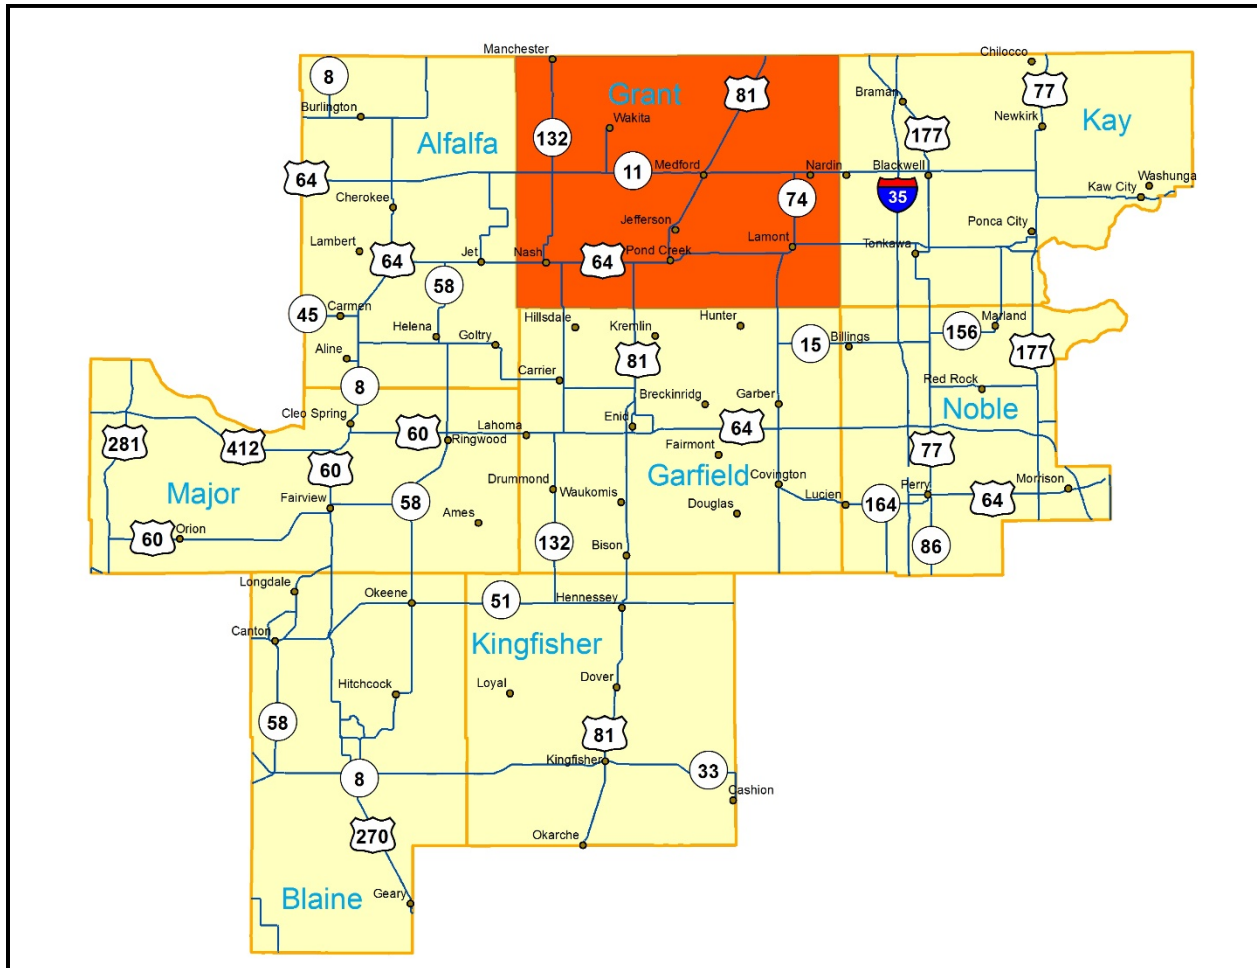 Manchester
Chilocco
8
Grant
81
77
Burlington
Wakita
Braman
Newkirk
Kay
Alfalfa
132
177
64
11
Medford
Nardin
Blackwell
Washunga
Kaw City
Cherokee
74
35
Jefferson
Ponca City
Lambert
64
Jet
Nash
64
Pond Creek
Lamont
Tonkawa
58
45
Carmen
Helena
Goltry
Hillsdale
Kremlin
Hunter
15
Billings
156
Marland
Aline
81
177
8
Carrier
Breckinridg
Garber
Red Rock
Noble
Cleo Spring
Enid
281
412
60
Ringwood
Lahoma
64
Fairmont
77
60
Garfield
Major
Drummond
Waukomis
Covington
Fairview
58
Douglas
Lucien
164
Perry
64
Morrison
Ames
60
Orion
132
Bison
86
Longdale
Okeene
51
Hennessey
Canton
Kingfisher
Hitchcock
Loyal
Dover
58
81
Kingfisher
33
8
Cashion
270
Okarche
Geary
Blaine